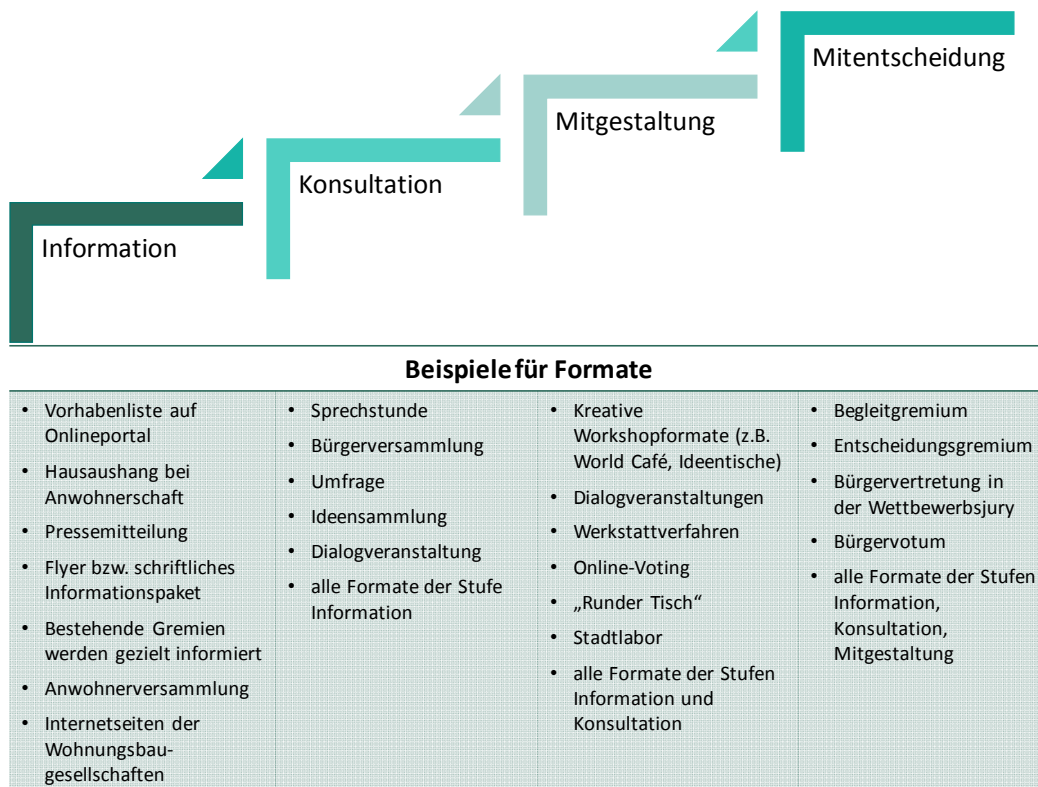 Mitentscheidung
Mitgestaltung
Konsultation
Information
Beispiele für Formate
• Vorhabenliste auf
Onlineportal
• Hausaushang bei
Anwohnerschaft
• Pressemitteilung
• Flyer bzw. schriftliches
Informationspaket
• Bestehende Gremien
werden gezielt informiert
• Anwohnerversammlung
• Internetseiten der
Wohnungsbau-
gesellschaften
• Sprechstunde
• Bürgerversammlung
• Umfrage
• Ideensammlung
• Dialogveranstaltung
• alle Formate der Stufe
Information
• Kreative
Workshopformate (z.B.
World Café, Ideentische)
• Dialogveranstaltungen
• Werkstattverfahren
• Online-Voting
• „Runder Tisch“
• Stadtlabor
• alle Formate der Stufen
Information und
Konsultation
• Begleitgremium
• Entscheidungsgremium
• Bürgervertretung in
der Wettbewerbsjury
• Bürgervotum
• alle Formate der Stufen
Information,
Konsultation,
Mitgestaltung